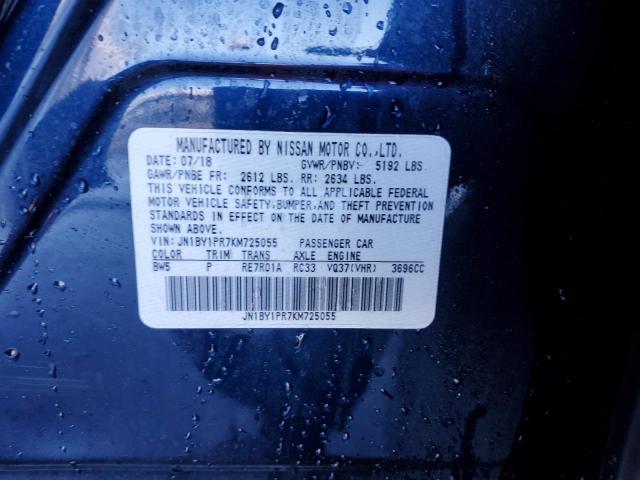 MANUFACTURED BY NISSAN MOTOR CO.,LTD.
DATE: 07/18 GVWR/PNBV: 5192 LBS
GAWR/PNBE FR: 2612 LBS. RR: 2634 LBS.
THIS VEHICLE CONFORMS TO ALL APPLICABLE FEDERAL
MOTOR VEHICLE SAFETY,BUMPER, AND THEFT PREVENTION
STANDARDS IN EFFECT ON THE DATE OF MANUFACTURE
SHOWN ABOVE.
VIN: JN1BY1PR7KM725055 PASSENGER CAR
COLOR TRIM TRANS AXLE ENGINE
BW5 P RE7R01A RC33 VQ37(VHR) 3696CC
JN1BY1PR7KM725055